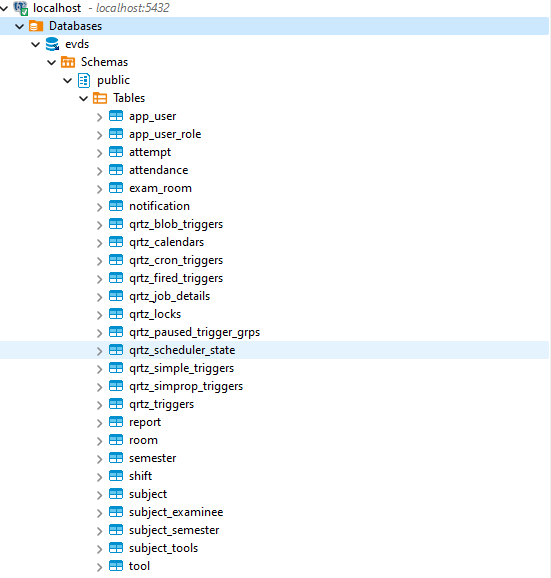 localhost - localhost:5432
Databases
evds
Schemas
public
Tables
app_user
app_user_role
attempt
attendance
exam_room
notification
qrtz_blob_triggers
qrtz_calendars
qrtz_cron_triggers
qrtz_fired_triggers
qrtz_job_details
qrtz_locks
qrtz_paused_trigger_grps
qrtz_scheduler_state
qrtz_simple_triggers
qrtz_simprop_triggers
qrtz_triggers
report
room
semester
shift
subject
subject_examinee
subject_semester
subject_tools
tool